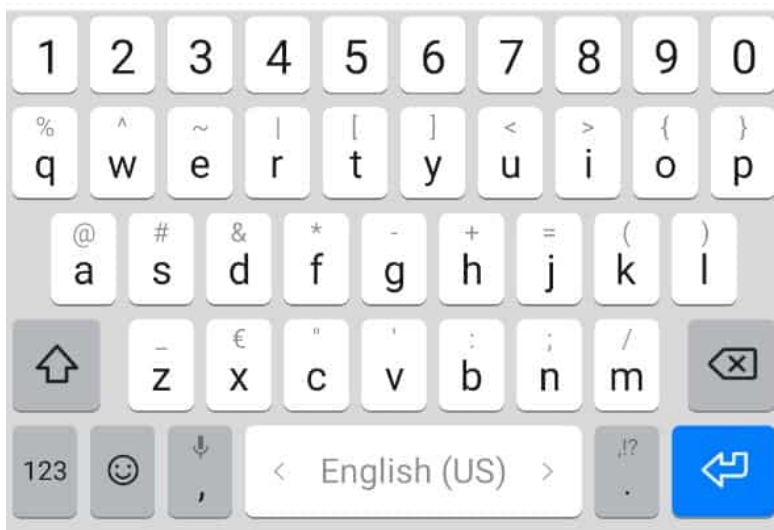 1 2 3 4 5 6 7 8 9 0
% ^ ~ | [ ] < > { }
q w e r t y u i o p
@ # & * - + = ( )
a s d f g h j k l
_ € " ' : ; /
z x c v b n m
,!?
123 , < English (US) > .